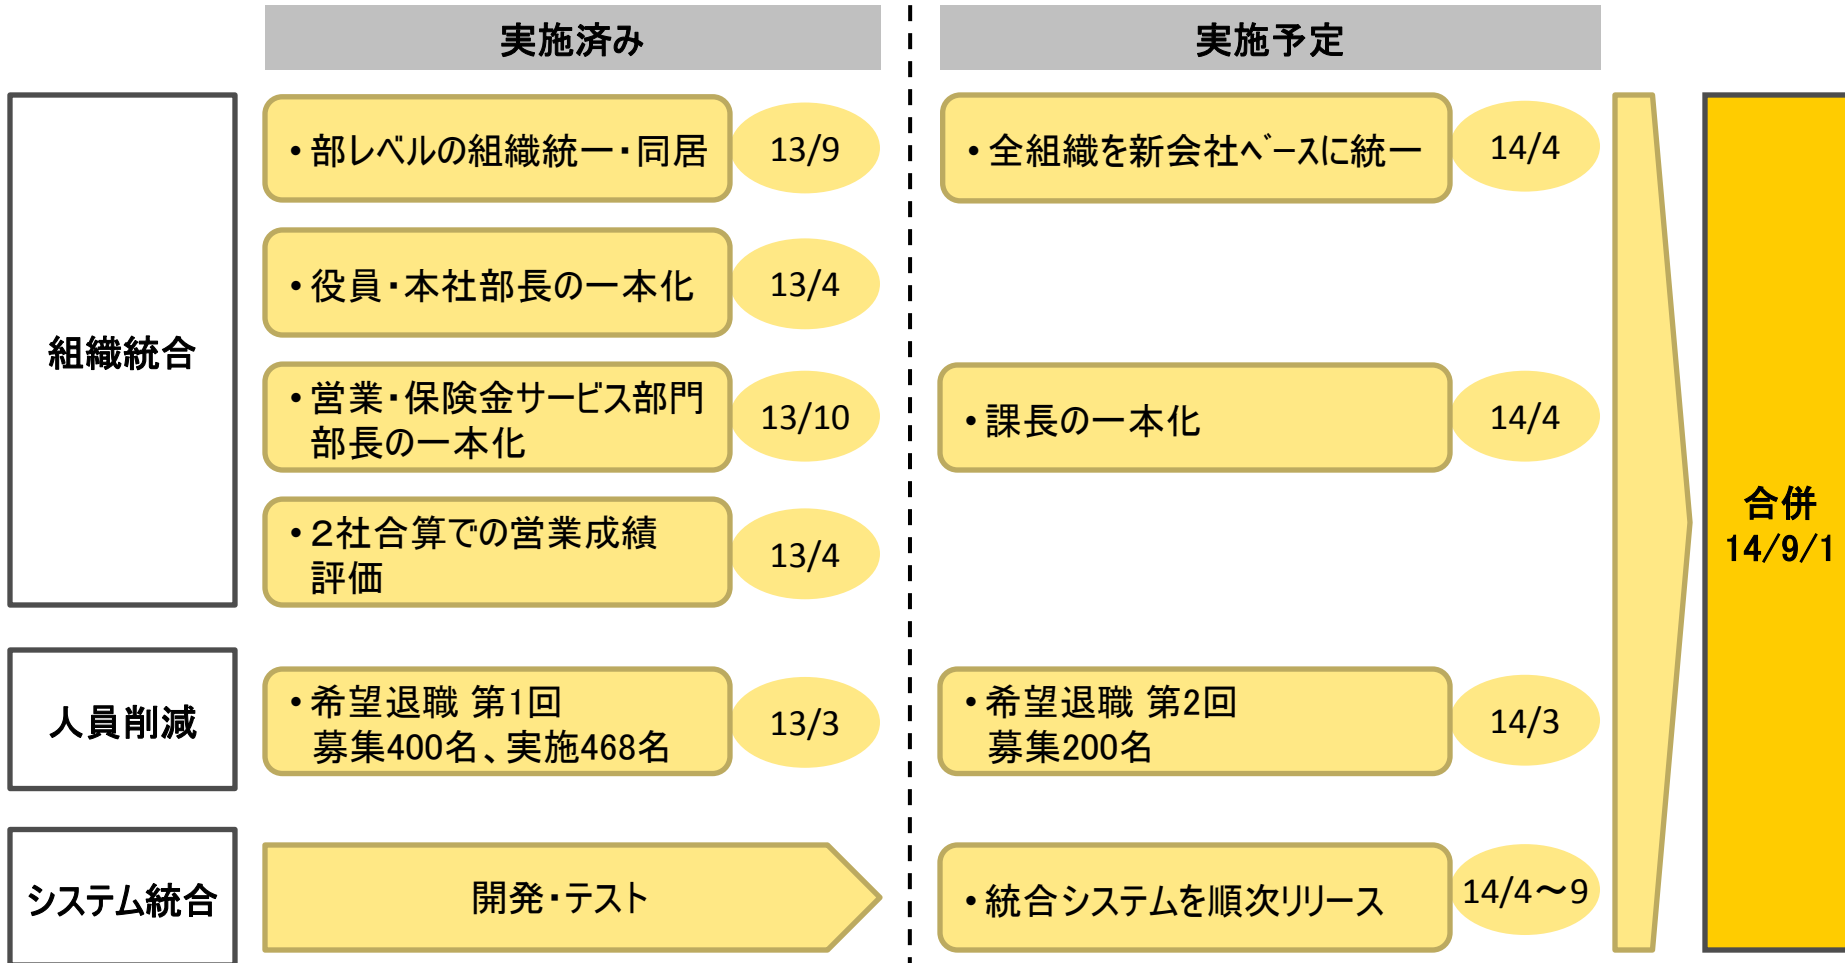 実施済み
実施予定
組織統合
・部レベルの組織統一・同居
13/9
・全組織を新会社ベースに統一
14/4
・役員・本社部長の一本化
13/4
・営業・保険金サービス部門
部長の一本化
13/10
・課長の一本化
14/4
・２社合算での営業成績
評価
13/4
人員削減
・希望退職 第1回
募集400名、実施468名
13/3
・希望退職 第2回
募集200名
14/3
システム統合
開発・テスト
・統合システムを順次リリース
14/4～9
合併
14/9/1